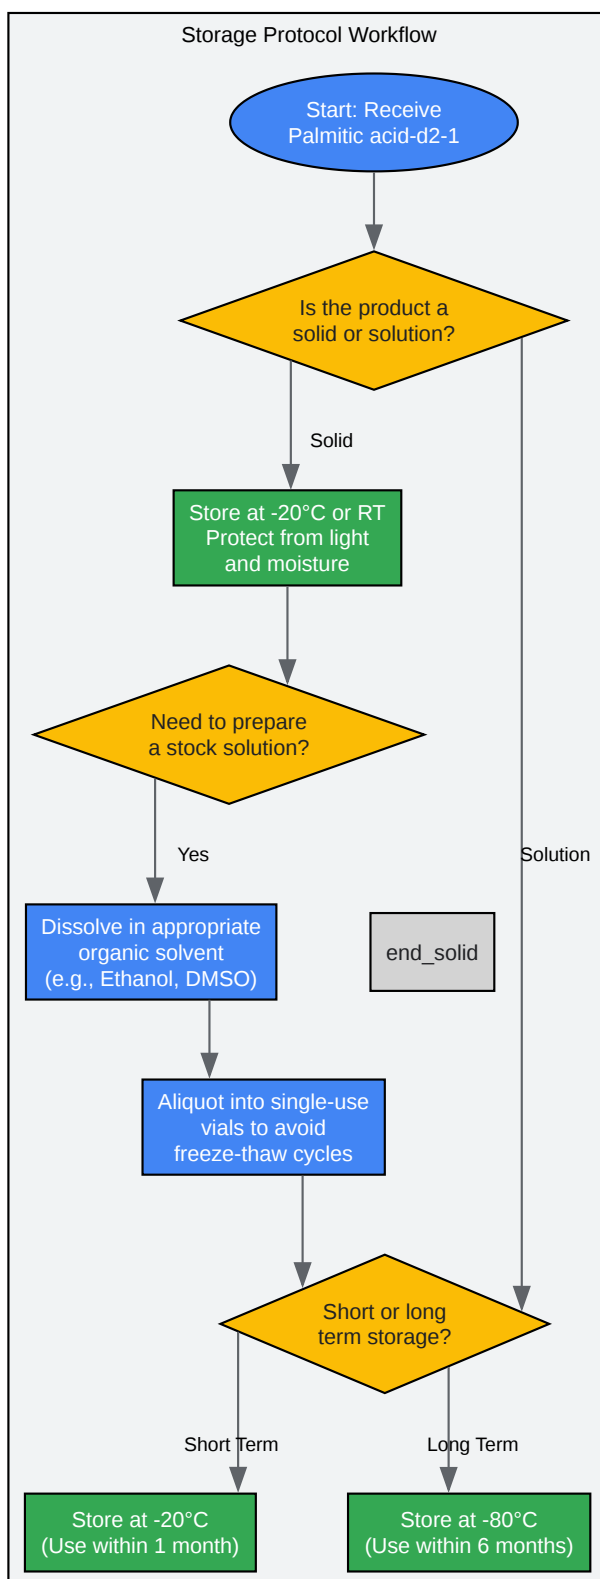 Storage Protocol Workflow
Start: Receive
Palmitic acid-d2-1
Is the product a
solid or solution?
Solid
Store at -20°C or RT
Protect from light
and moisture
Need to prepare
a stock solution?
Yes
Solution
Dissolve in appropriate
organic solvent
(e.g., Ethanol, DMSO)
end_solid
Aliquot into single-use
vials to avoid
freeze-thaw cycles
Short or long
term storage?
Short Term
Long Term
Store at -20°C
(Use within 1 month)
Store at -80°C
(Use within 6 months)